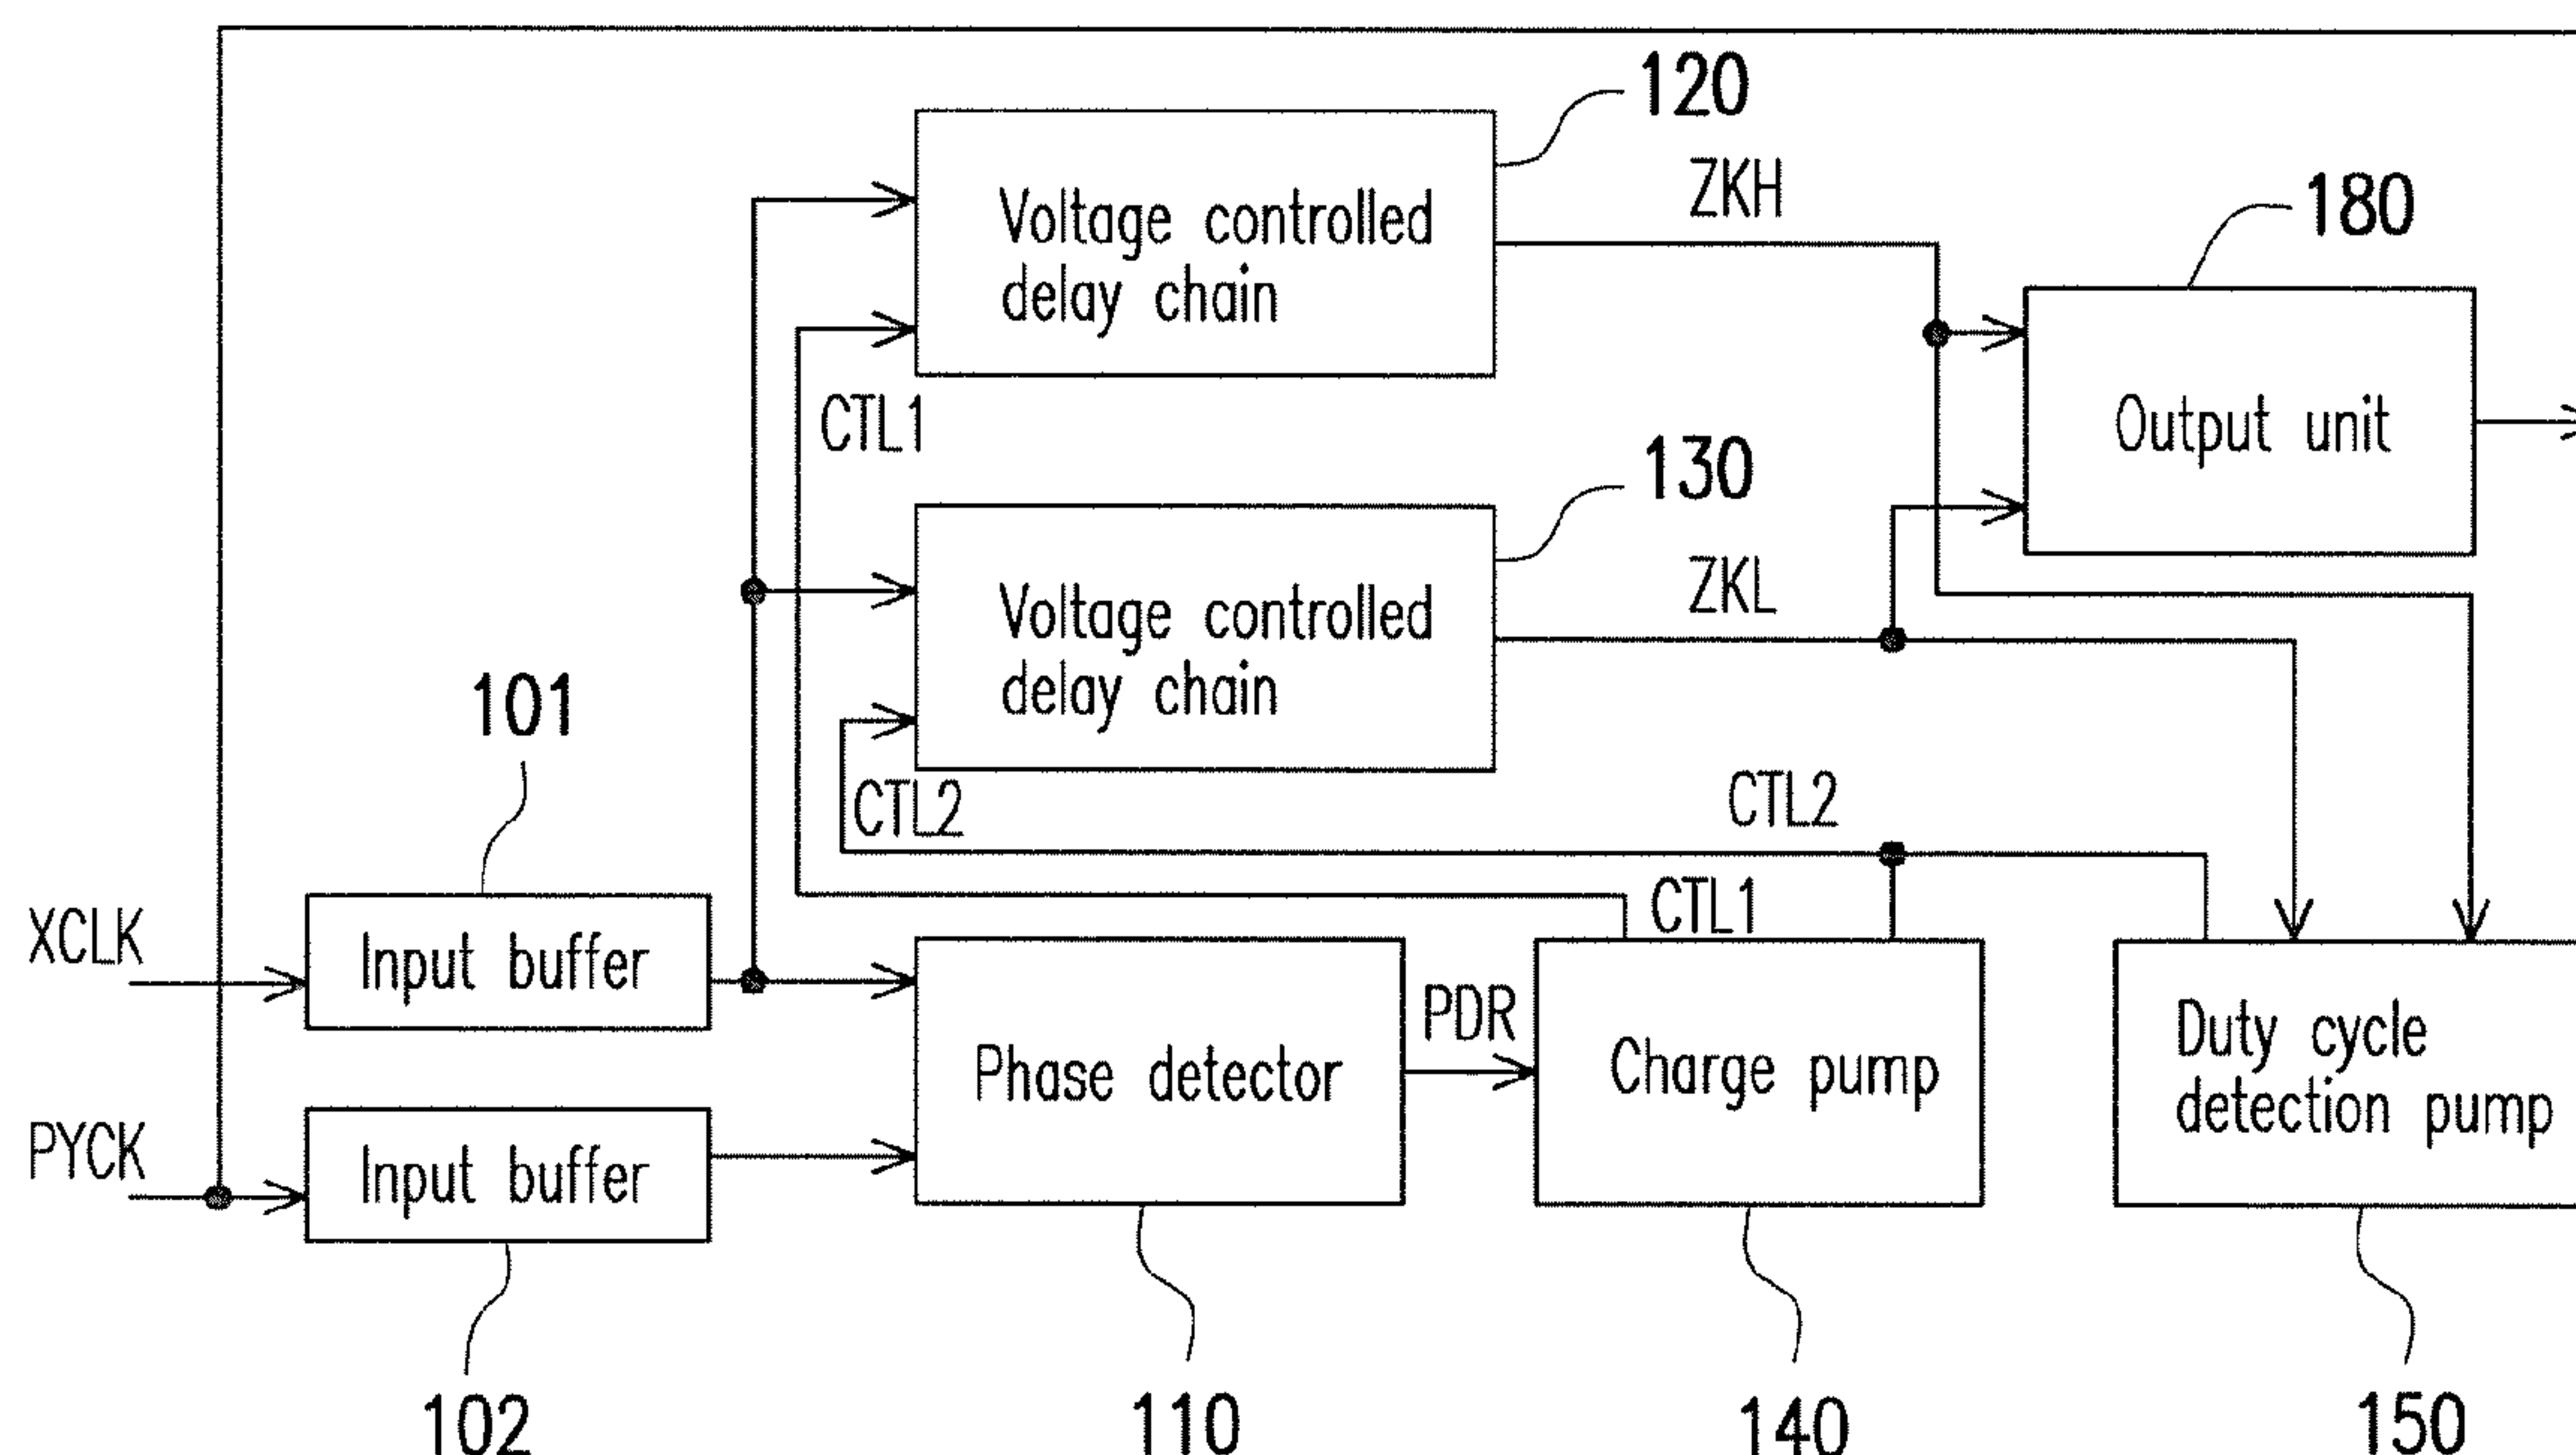 120
ZKH
180
Voltage controlled
delay chain
CTL1
Output unit
130
ZKL
Voltage controlled
delay chain
101
CTL2
CTL2
CTL1
XCLK
Input buffer
PDR
Phase detector
Charge pump
Duty cycle
detection pump
PYCK
Input buffer
102
110
140
150